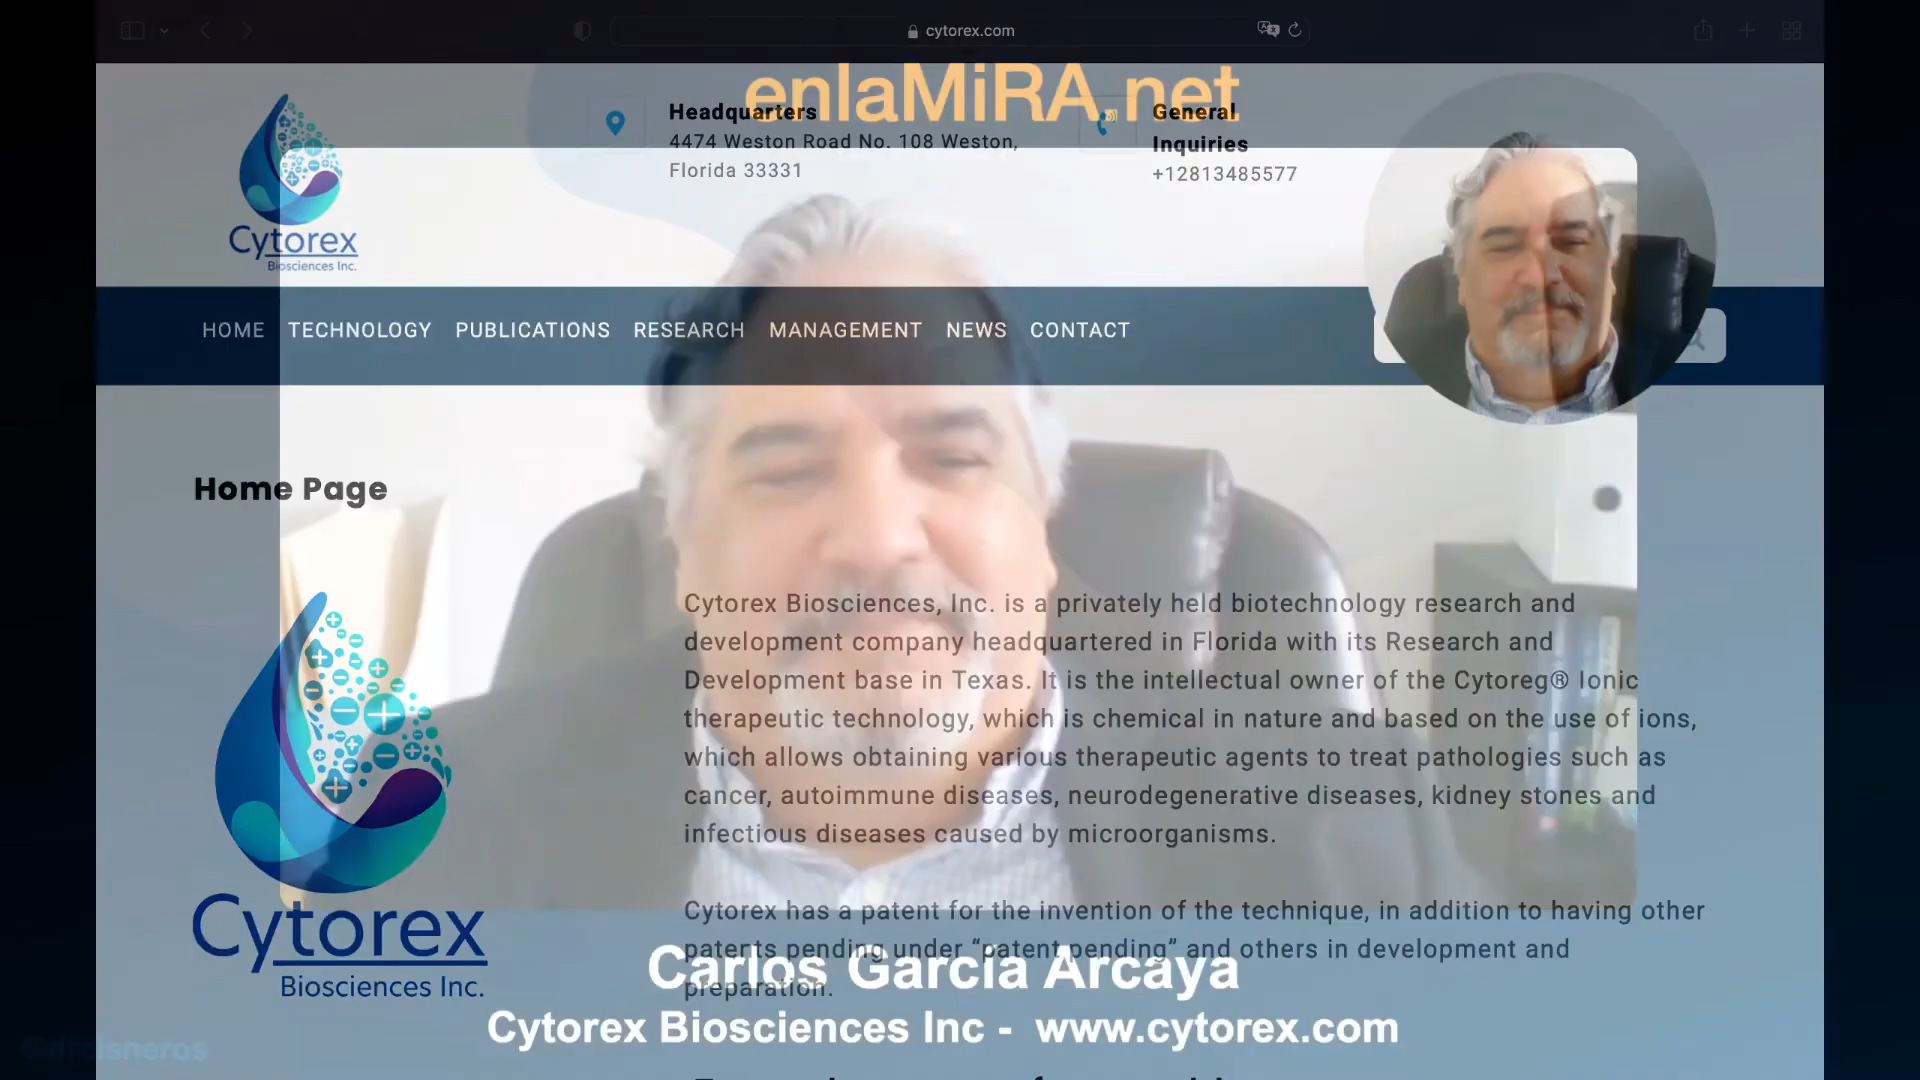 cytorex.com
enlaMiRA.net
Headquarters
4474 Weston Road No. 108 Weston,
Florida 33331
General
Inquiries
+12813485577
Cytorex
Biosciences Inc.
HOME TECHNOLOGY PUBLICATIONS RESEARCH MANAGEMENT NEWS CONTACT
Home Page
Cytorex Biosciences, Inc. is a privately held biotechnology research and
development company headquartered in Florida with its Research and
Development base in Texas. It is the intellectual owner of the Cytoreg® Ionic
therapeutic technology, which is chemical in nature and based on the use of ions,
which allows obtaining various therapeutic agents to treat pathologies such as
cancer, autoimmune diseases, neurodegenerative diseases, kidney stones and
infectious diseases caused by microorganisms.
Cytorex has a patent for the invention of the technique, in addition to having other
patents pending under “patent pending” and others in development and
preparation.
Cytorex
Biosciences Inc.
Carlos García Arcaya
Cytorex Biosciences Inc - www.cytorex.com
@drcisneros